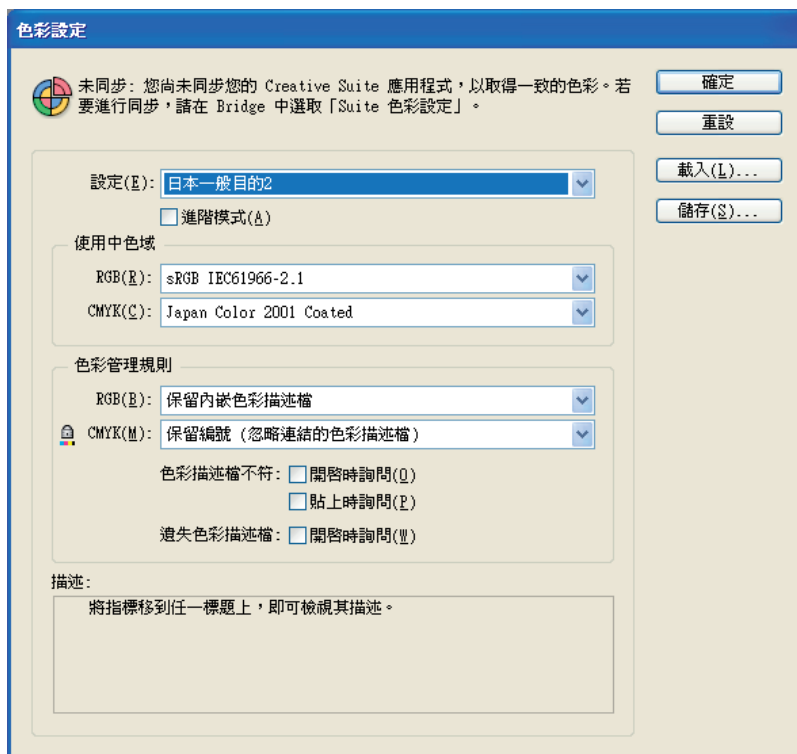 色彩設定
未同步: 您尚未同步您的 Creative Suite 應用程式，以取得一致的色彩。若
要進行同步，請在 Bridge 中選取「Suite 色彩設定」。
確定
重設
載入(L)...
儲存(S)...
設定(E): 日本一般目的2
進階模式(A)
使用中色域
RGB(R): sRGB IEC61966-2.1
CMYK(C): Japan Color 2001 Coated
色彩管理規則
RGB(B): 保留內嵌色彩描述檔
CMYK(M): 保留編號 (忽略連結的色彩描述檔)
色彩描述檔不符: 開啓時詢問(O)
貼上時詢問(P)
遺失色彩描述檔: 開啓時詢問(W)
描述:
將指標移到任一標題上，即可檢視其描述。